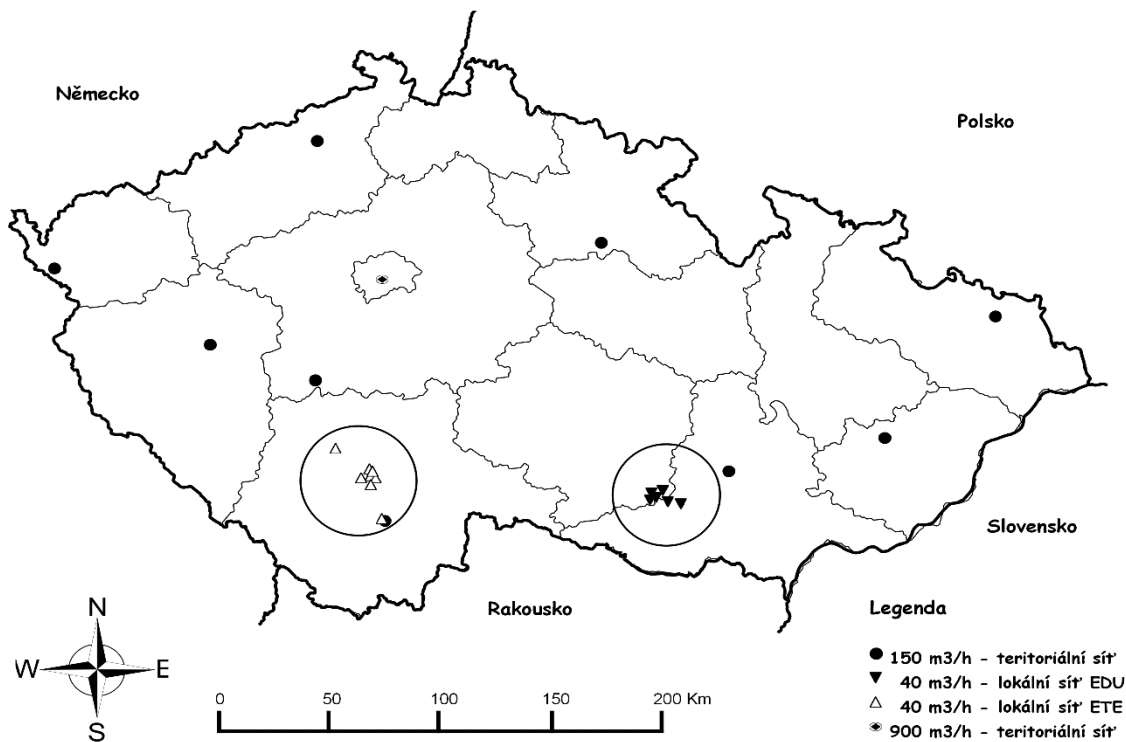 Německo
Polsko
Slovensko
Rakousko
N
W E
S
0 50 100 150 200 Km
Legenda
150 m3/h - teritoriální síť
40 m3/h - lokální síť EDU
40 m3/h - lokální síť ETE
900 m3/h - teritoriální síť